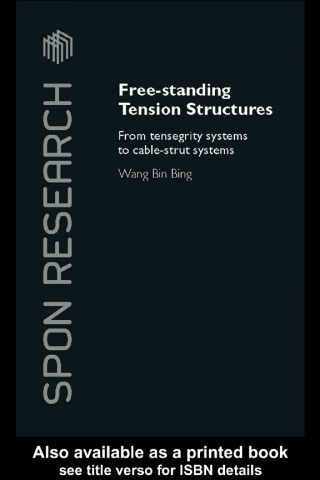 SPON RESEARCH
Free-standing
Tension Structures
From tensegrity systems
to cable-strut systems
Wang Bin Bing
Also available as a printed book
see title verso for ISBN details